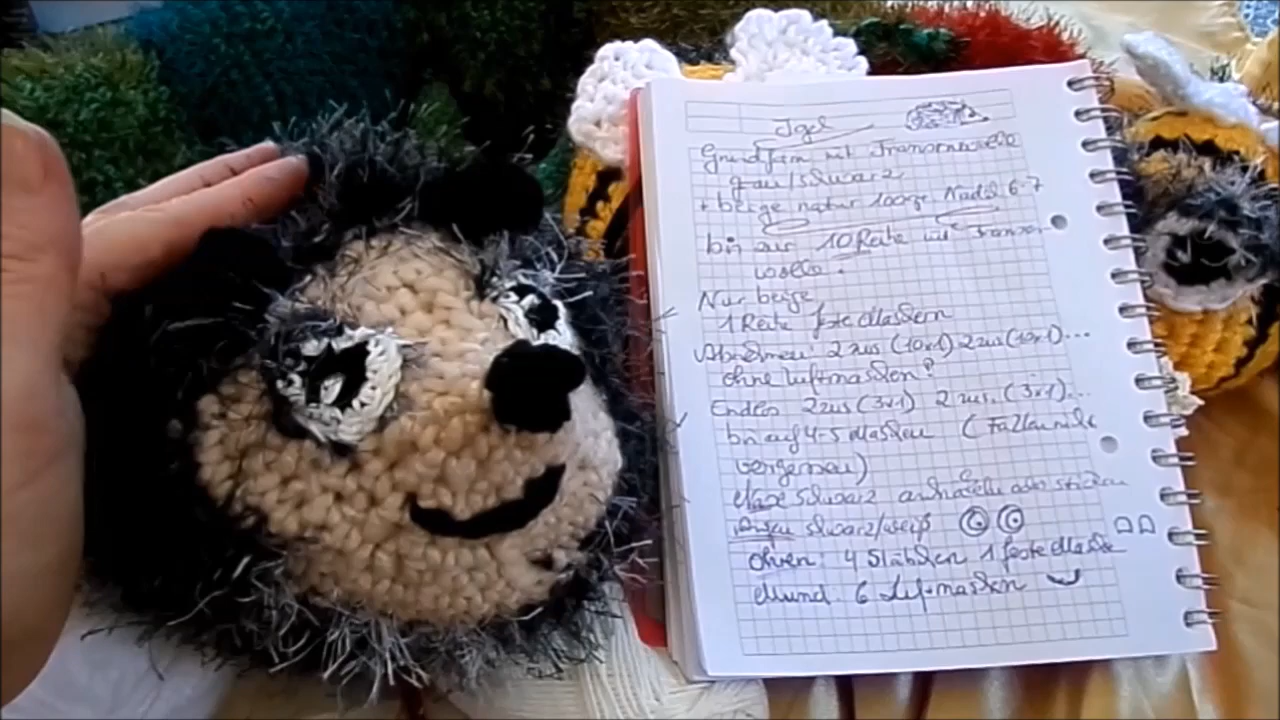 Igel
Grundform mit Fransenwolle
grau/schwarz
+ beige natur 100gr Nadel 6-7
bis zur 10 Reihe mit Fransen
wolle.
Nur beige
1 Reihe feste Maschen
Abnehmen: 2 zus (10x1) 2 zus (10x1)...
ohne Luftmaschen?
Endlos 2 zus (3x1) 2 zus. (3x1)...
bis auf 4-5 Maschen (Füllen nicht
vergessen)
Nase schwarz anhäkeln oder sticken
Augen schwarz/weiß
Ohren: 4 Stäbchen 1 feste Masche
Mund 6 Luftmaschen